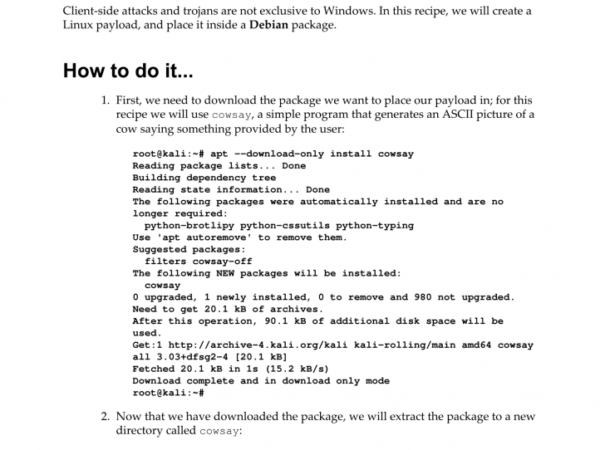 Client-side attacks and trojans are not exclusive to Windows. In this recipe, we will create a
Linux payload, and place it inside a Debian package.
How to do it...
1. First, we need to download the package we want to place our payload in; for this
recipe we will use cowsay, a simple program that generates an ASCII picture of a
cow saying something provided by the user:
root@kali:~# apt --download-only install cowsay
Reading package lists... Done
Building dependency tree
Reading state information... Done
The following packages were automatically installed and are no
longer required:
python-brotlipy python-cssutils python-typing
Use 'apt autoremove' to remove them.
Suggested packages:
filters cowsay-off
The following NEW packages will be installed:
cowsay
0 upgraded, 1 newly installed, 0 to remove and 980 not upgraded.
Need to get 20.1 kB of archives.
After this operation, 90.1 kB of additional disk space will be
used.
Get:1 http://archive-4.kali.org/kali kali-rolling/main amd64 cowsay
all 3.03+dfsg2-4 [20.1 kB]
Fetched 20.1 kB in 1s (15.2 kB/s)
Download complete and in download only mode
root@kali:~#
2. Now that we have downloaded the package, we will extract the package to a new
directory called cowsay: